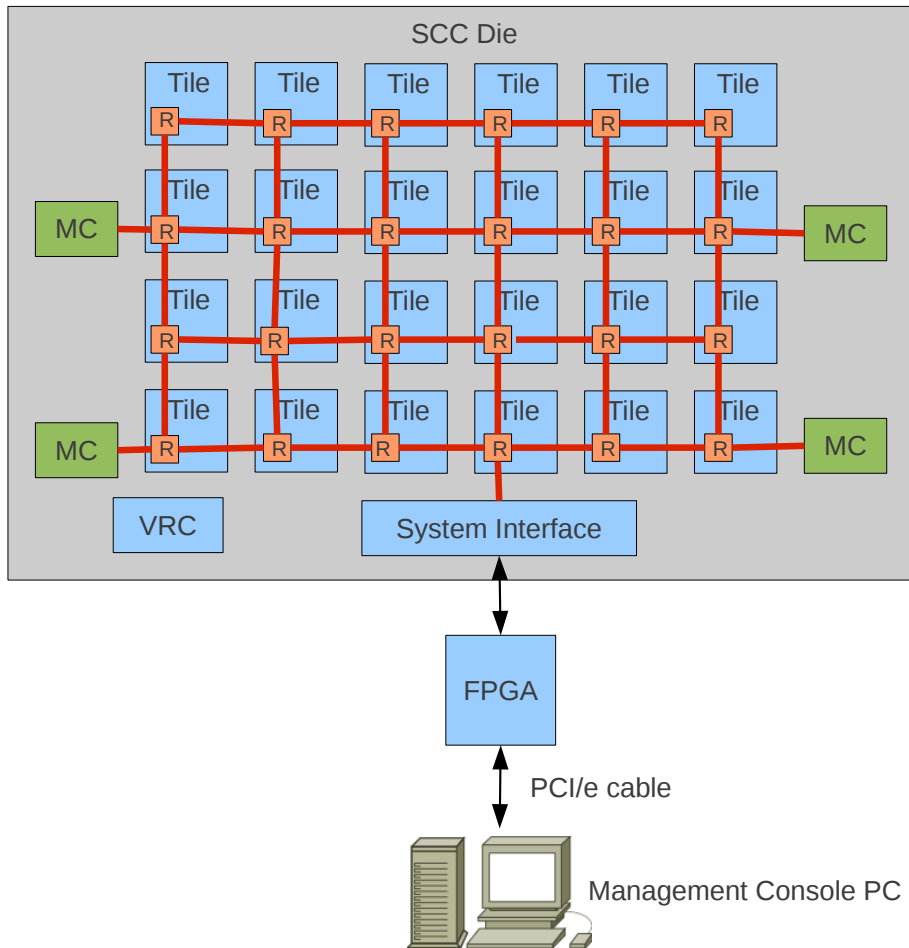 SCC Die
Tile Tile Tile Tile Tile Tile
R R R R R R
Tile Tile Tile Tile Tile Tile
MC R R R R R R MC
Tile Tile Tile Tile Tile Tile
R R R R R R
Tile Tile Tile Tile Tile Tile
MC R R R R R R MC
VRC System Interface
FPGA
PCI/e cable
Management Console PC